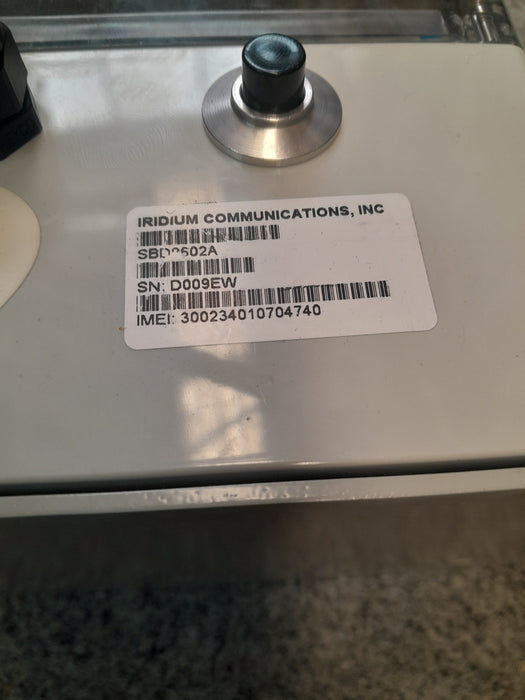 IRIDIUM COMMUNICATIONS, INC
SN: D009EW
IMEI: 300234010704740